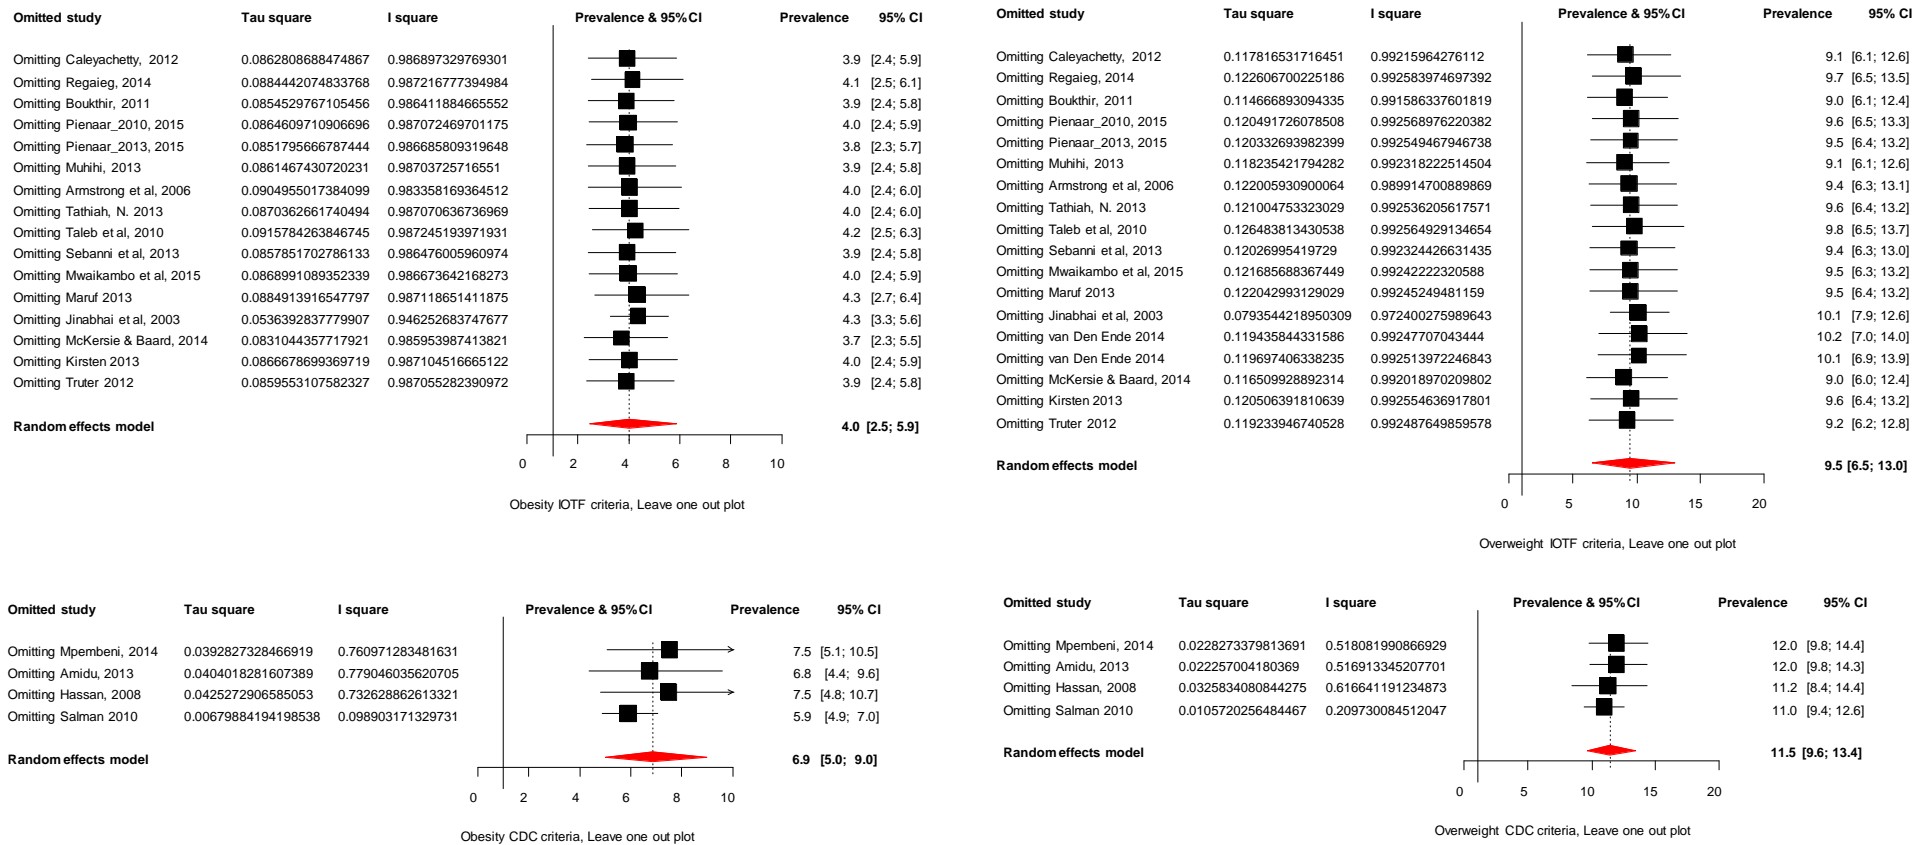 Omitted study Tau square I square Prevalence & 95%CI Prevalence 95% CI
Omitting Caleyachetty, 2012 0.0862808688474867 0.986897329769301 3.9 [2.4; 5.9]
Omitting Regaieg, 2014 0.0884442074833768 0.987216777394984 4.1 [2.5; 6.1]
Omitting Boukthir, 2011 0.0854529767105456 0.986411884665552 3.9 [2.4; 5.8]
Omitting Pienaar_2010, 2015 0.0864609710906696 0.987072469701175 4.0 [2.4; 5.9]
Omitting Pienaar_2013, 2015 0.0851795666787444 0.986685809319648 3.8 [2.3; 5.7]
Omitting Muhihi, 2013 0.0861467430720231 0.98703725716551 3.9 [2.4; 5.8]
Omitting Armstrong et al, 2006 0.0904955017384099 0.983358169364512 4.0 [2.4; 6.0]
Omitting Tathiah, N. 2013 0.0870362661740494 0.987070636736969 4.0 [2.4; 6.0]
Omitting Taleb et al, 2010 0.0915784263846745 0.987245193971931 4.2 [2.5; 6.3]
Omitting Sebanni et al, 2013 0.0857851702786133 0.986476005960974 3.9 [2.4; 5.8]
Omitting Mwaikambo et al, 2015 0.0868991089352339 0.986673642168273 4.0 [2.4; 5.9]
Omitting Maruf 2013 0.0884913916547797 0.987118651411875 4.3 [2.7; 6.4]
Omitting Jinabhai et al, 2003 0.0536392837779907 0.946252683747677 4.3 [3.3; 5.6]
Omitting McKersie & Baard, 2014 0.0831044357717921 0.985953987413821 3.7 [2.3; 5.5]
Omitting Kirsten 2013 0.0866678699369719 0.987104516665122 4.0 [2.4; 5.9]
Omitting Truter 2012 0.0859553107582327 0.987055282390972 3.9 [2.4; 5.8]
Random effects model 4.0 [2.5; 5.9]
0 2 4 6 8 10
Obesity IOTF criteria, Leave one out plot
Omitted study Tau square I square Prevalence & 95%CI Prevalence 95% CI
Omitting Caleyachetty, 2012 0.117816531716451 0.99215964276112 9.1 [6.1; 12.6]
Omitting Regaieg, 2014 0.122606700225186 0.992583974697392 9.7 [6.5; 13.5]
Omitting Boukthir, 2011 0.114666893094335 0.991586337601819 9.0 [6.1; 12.4]
Omitting Pienaar_2010, 2015 0.120491726078508 0.992568976220382 9.6 [6.5; 13.3]
Omitting Pienaar_2013, 2015 0.120332693982399 0.992549467946738 9.5 [6.4; 13.2]
Omitting Muhihi, 2013 0.118235421794282 0.992318222514504 9.1 [6.1; 12.6]
Omitting Armstrong et al, 2006 0.122005930900064 0.989914700889869 9.4 [6.3; 13.1]
Omitting Tathiah, N. 2013 0.121004753323029 0.992536205617571 9.6 [6.4; 13.2]
Omitting Taleb et al, 2010 0.126483813430538 0.992564929134654 9.8 [6.5; 13.7]
Omitting Sebanni et al, 2013 0.12026995419729 0.992324426631435 9.4 [6.3; 13.0]
Omitting Mwaikambo et al, 2015 0.121685688367449 0.99242222320588 9.5 [6.3; 13.2]
Omitting Maruf 2013 0.122042993129029 0.99245249481159 9.5 [6.4; 13.2]
Omitting Jinabhai et al, 2003 0.0793544218950309 0.972400275989643 10.1 [7.9; 12.6]
Omitting van Den Ende 2014 0.119435844331586 0.99247707043444 10.2 [7.0; 14.0]
Omitting van Den Ende 2014 0.119697406338235 0.992513972246843 10.1 [6.9; 13.9]
Omitting McKersie & Baard, 2014 0.116509928892314 0.992018970209802 9.0 [6.0; 12.4]
Omitting Kirsten 2013 0.120506391810639 0.992554636917801 9.6 [6.4; 13.2]
Omitting Truter 2012 0.119233946740528 0.992487649859578 9.2 [6.2; 12.8]
Random effects model 9.5 [6.5; 13.0]
0 5 10 15 20
Overweight IOTF criteria, Leave one out plot
Omitted study Tau square I square Prevalence & 95%CI Prevalence 95% CI
Omitting Mpembeni, 2014 0.0392827328466919 0.760971283481631 7.5 [5.1; 10.5]
Omitting Amidu, 2013 0.0404018281607389 0.779046035620705 6.8 [4.4; 9.6]
Omitting Hassan, 2008 0.0425272906585053 0.732628862613321 7.5 [4.8; 10.7]
Omitting Salman 2010 0.00679884194198538 0.098903171329731 5.9 [4.9; 7.0]
Random effects model 6.9 [5.0; 9.0]
0 2 4 6 8 10
Obesity CDC criteria, Leave one out plot
Omitted study Tau square I square Prevalence & 95%CI Prevalence 95% CI
Omitting Mpembeni, 2014 0.0228273379813691 0.518081990866929 12.0 [9.8; 14.4]
Omitting Amidu, 2013 0.022257004180369 0.516913345207701 12.0 [9.8; 14.3]
Omitting Hassan, 2008 0.0325834080844275 0.616641191234873 11.2 [8.4; 14.4]
Omitting Salman 2010 0.0105720256484467 0.209730084512047 11.0 [9.4; 12.6]
Random effects model 11.5 [9.6; 13.4]
0 5 10 15 20
Overweight CDC criteria, Leave one out plot